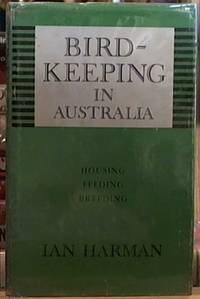 BIRD-
KEEPING
IN
AUSTRALIA
HOUSING
FEEDING
BREEDING
IAN HARMAN